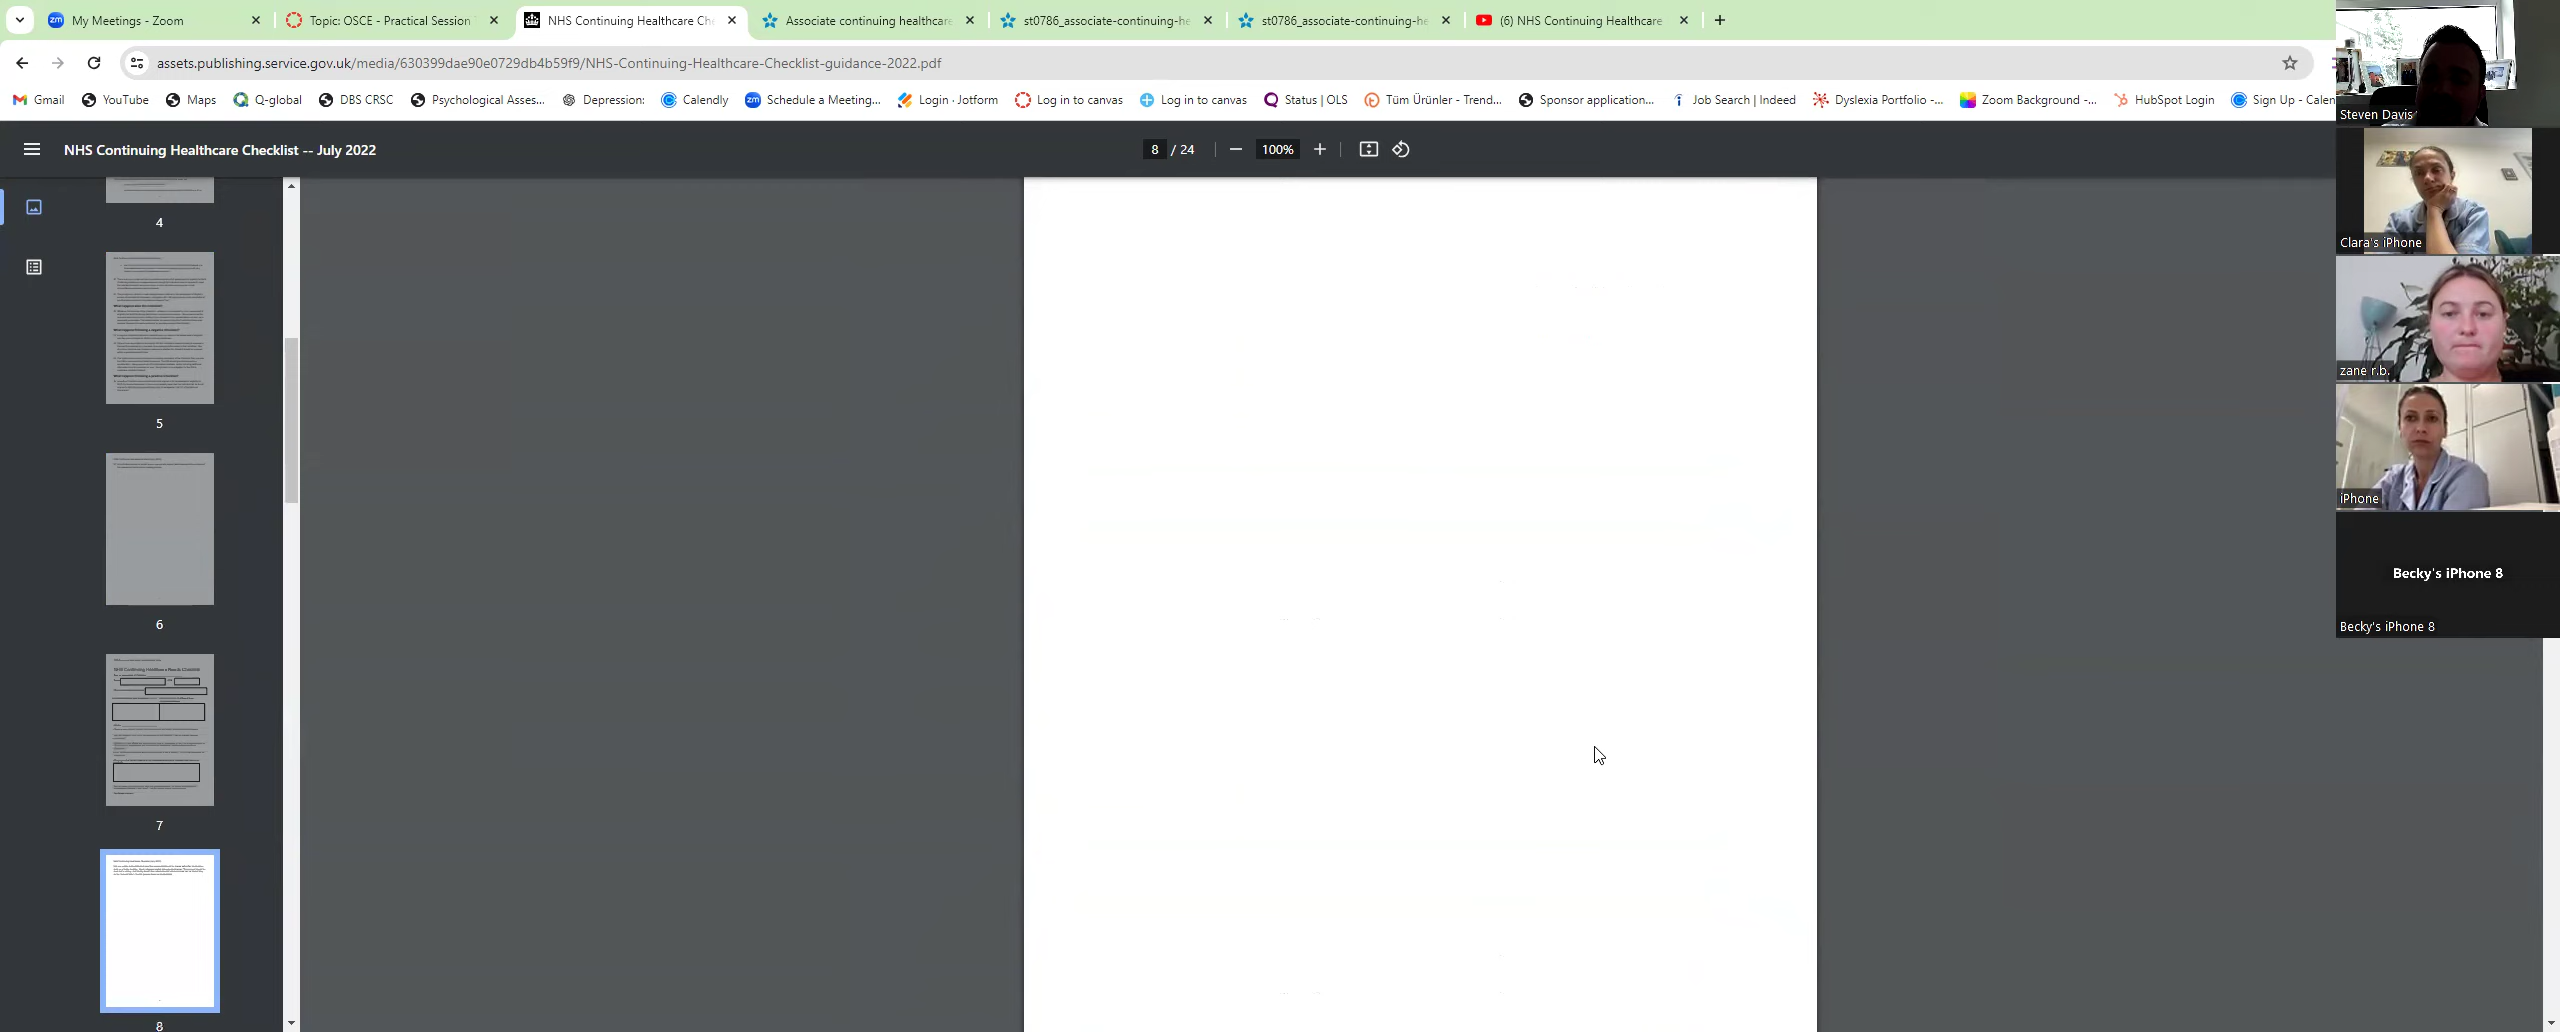 My Meetings - Zoom
Topic: OSCE - Practical Session
NHS Continuing Healthcare Che
Associate continuing healthcare
st0786_associate-continuing-he
st0786_associate-continuing-he
(6) NHS Continuing Healthcare
assets.publishing.service.gov.uk/media/630399dae90e0729db4b59f9/NHS-Continuing-Healthcare-Checklist-guidance-2022.pdf
Gmail
YouTube
Maps
Q-global
DBS CRSC
Psychological Asses...
Depression:
Calendly
Schedule a Meeting...
Login · Jotform
Log in to canvas
Log in to canvas
Status | OLS
Tüm Ürünler - Trend...
Sponsor application...
Job Search | Indeed
Dyslexia Portfolio -...
Zoom Background -...
HubSpot Login
Sign Up - Calen
NHS Continuing Healthcare Checklist -- July 2022
8 / 24
100%
4
5
6
7
8
Steven Davis
Clara's iPhone
zane r.b.
iPhone
Becky's iPhone 8
Becky's iPhone 8